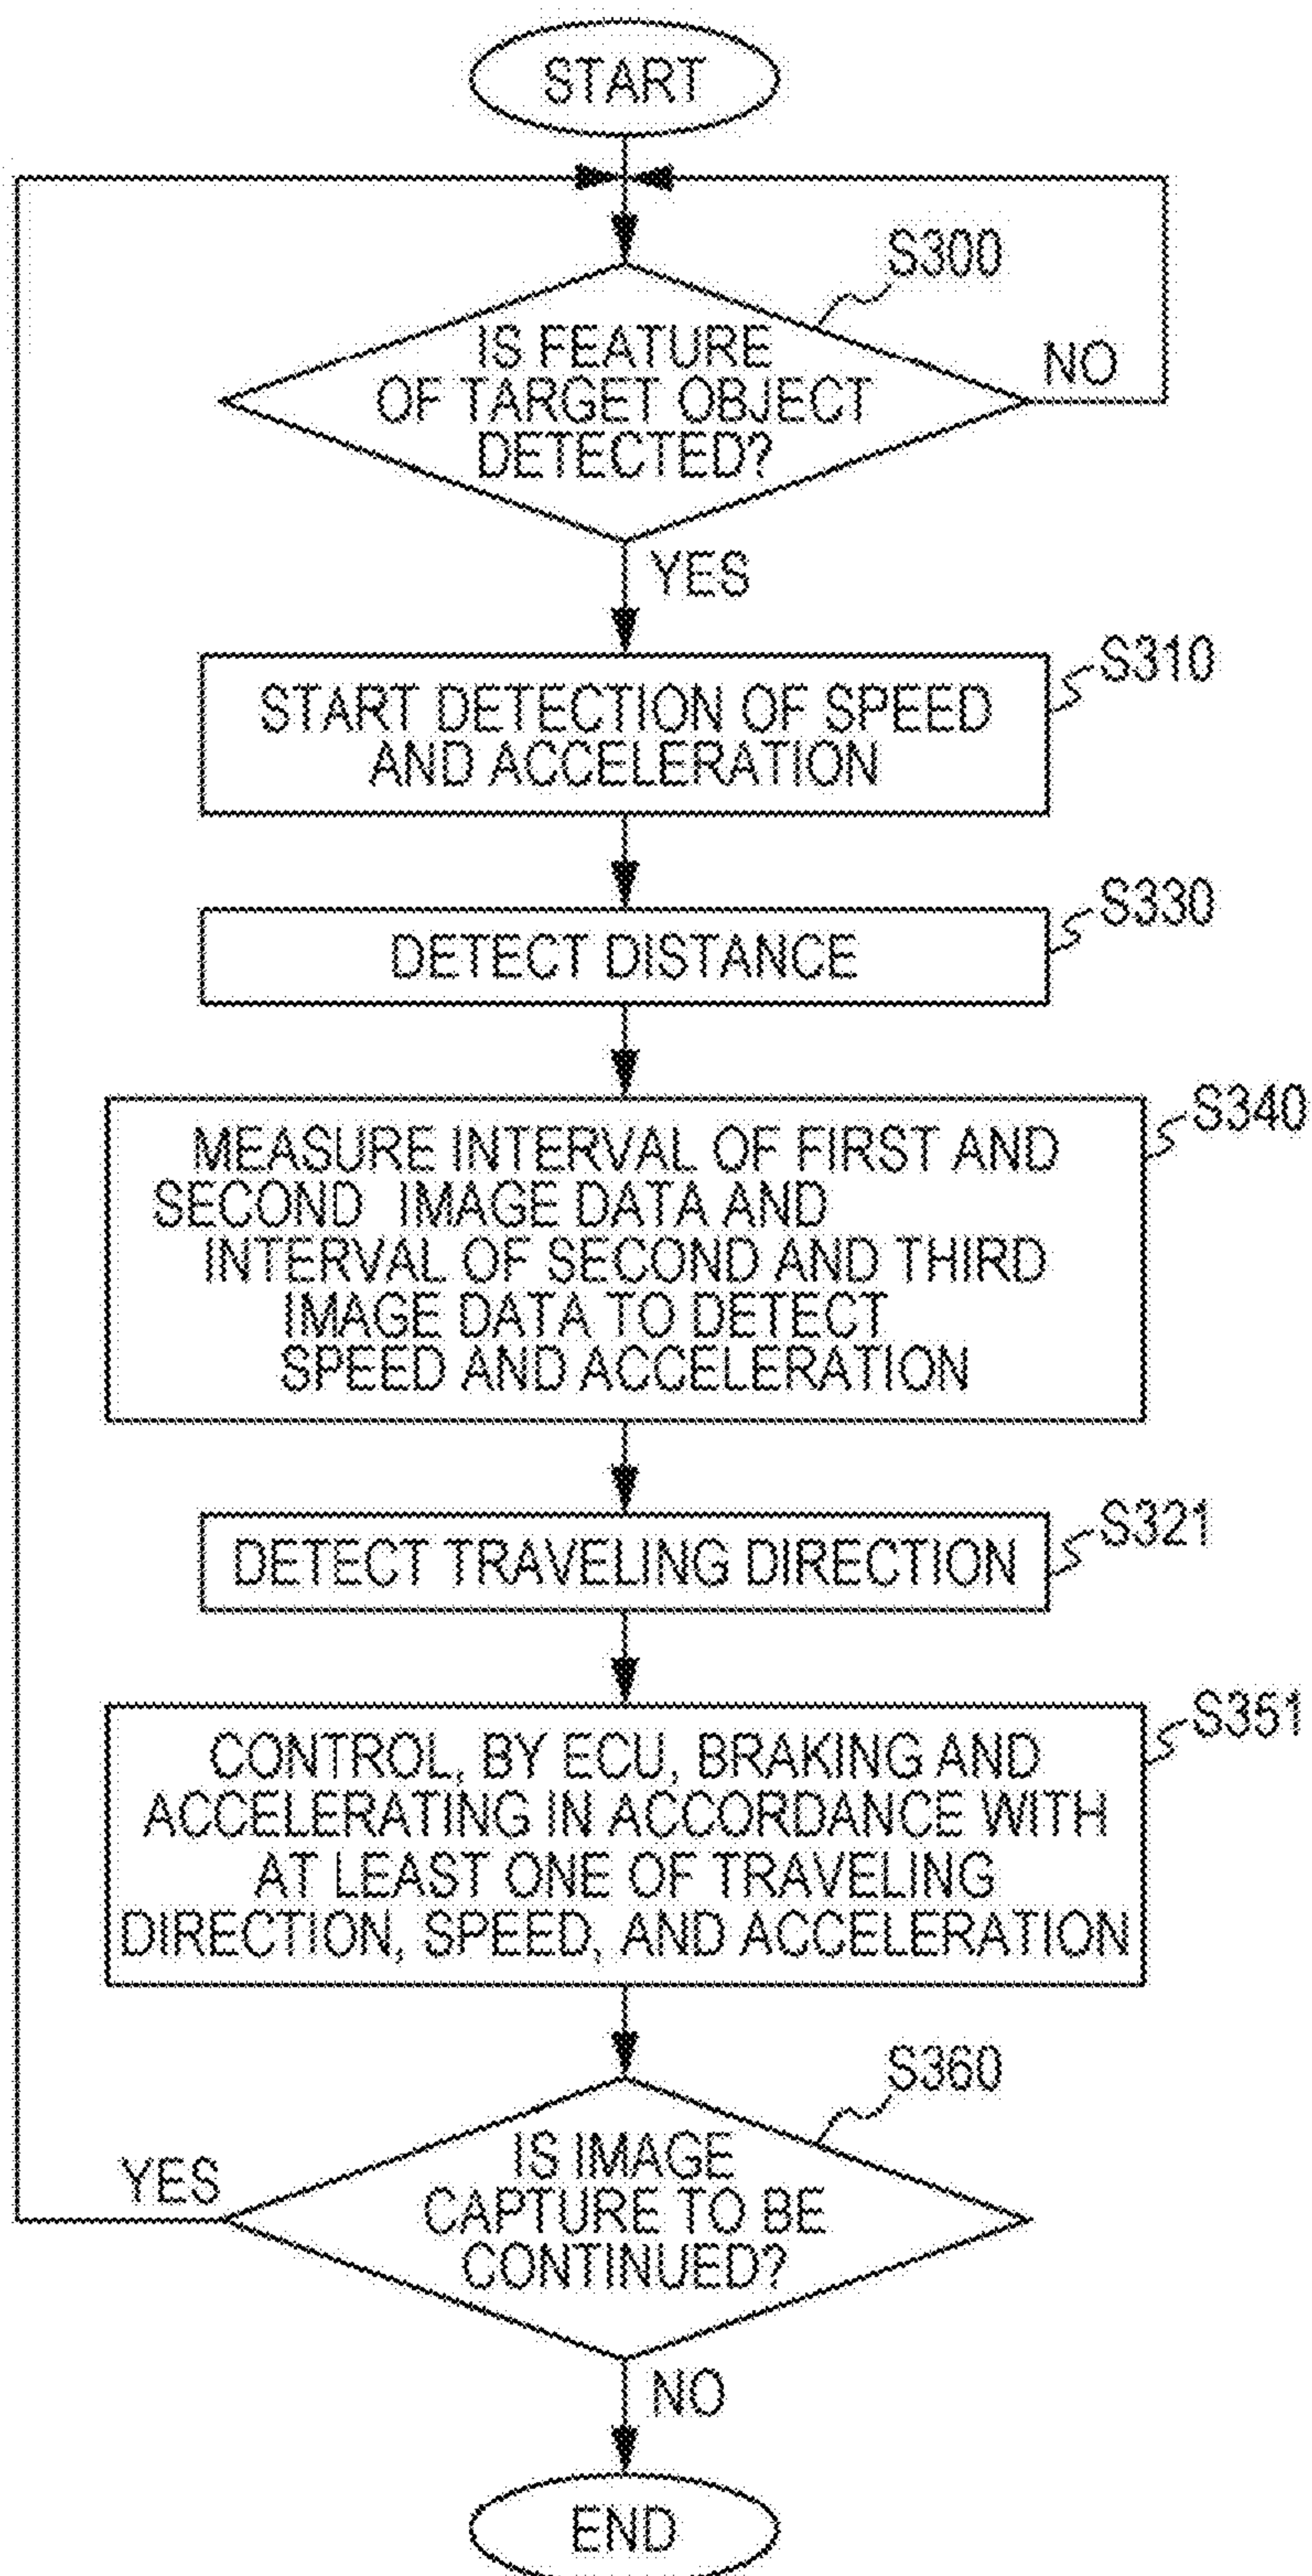 START
S300
IS FEATURE
OF TARGET OBJECT
DETECTED?
NO
YES
S310
START DETECTION OF SPEED
AND ACCELERATION
S330
DETECT DISTANCE
S340
MEASURE INTERVAL OF FIRST AND
SECOND IMAGE DATA AND
INTERVAL OF SECOND AND THIRD
IMAGE DATA TO DETECT
SPEED AND ACCELERATION
S321
DETECT TRAVELING DIRECTION
S351
CONTROL, BY ECU, BRAKING AND
ACCELERATING IN ACCORDANCE WITH
AT LEAST ONE OF TRAVELING
DIRECTION, SPEED, AND ACCELERATION
S360
IS IMAGE
CAPTURE TO BE
CONTINUED?
YES
NO
END